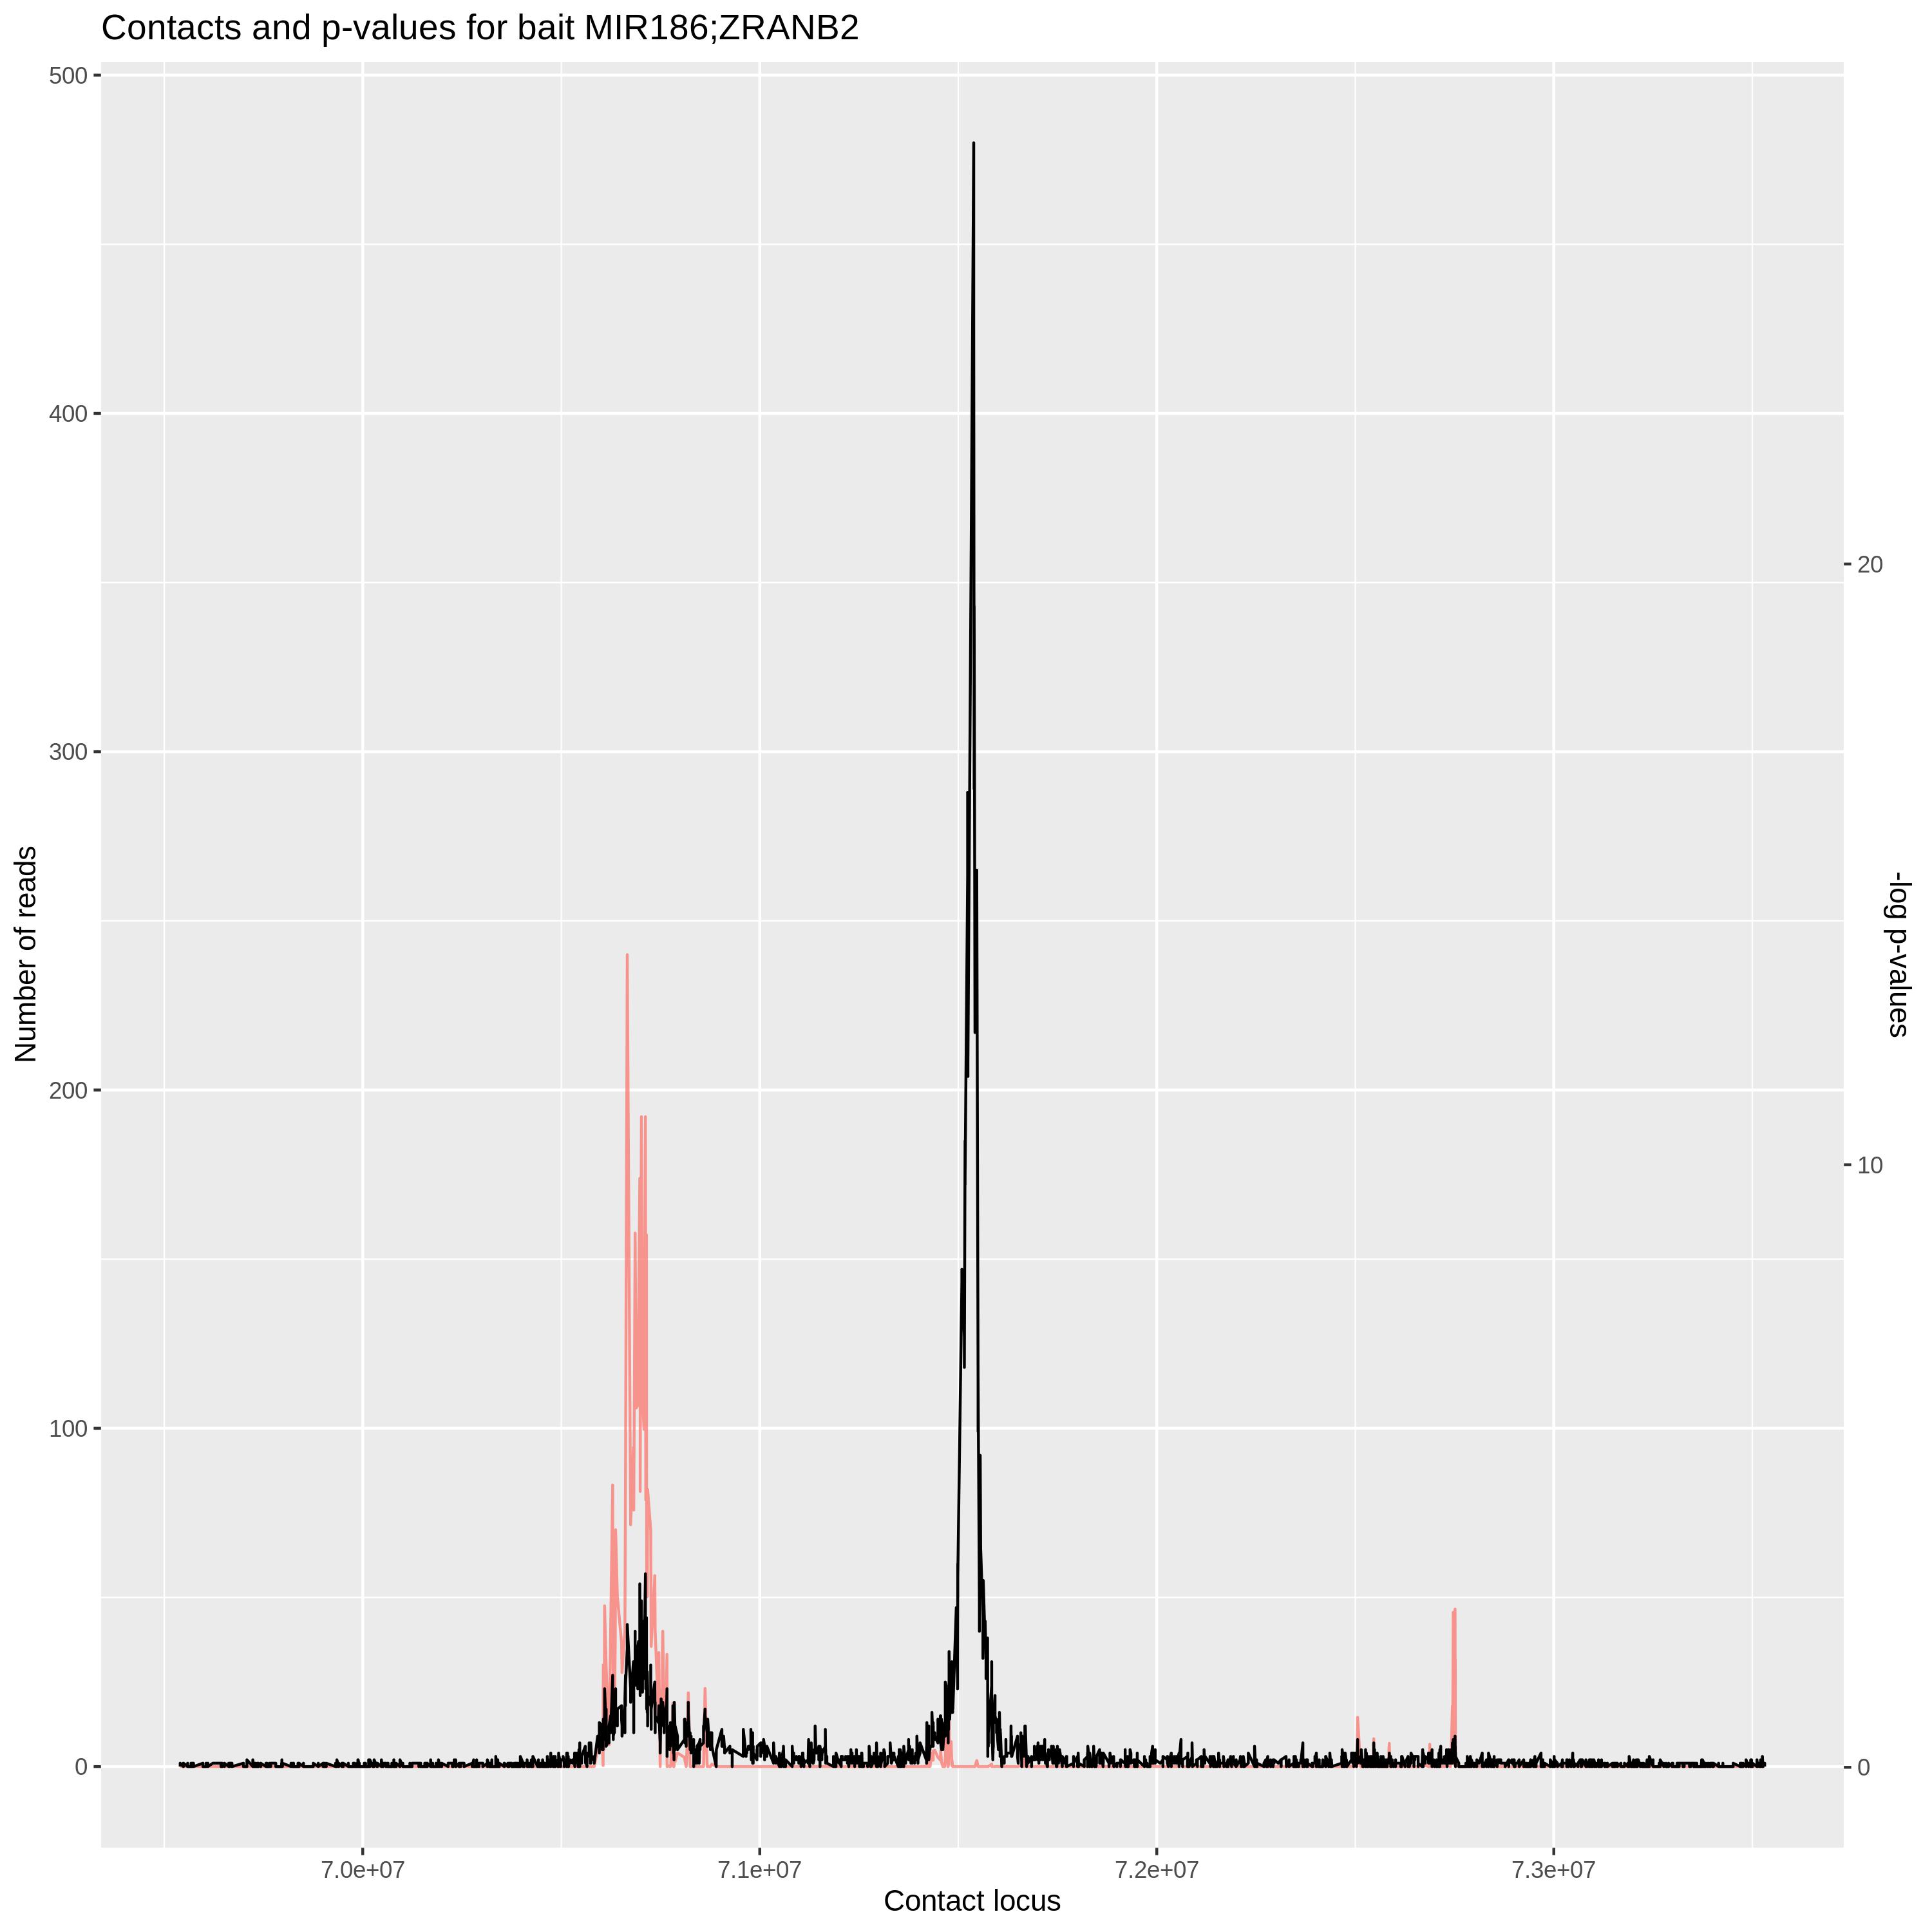 Contacts and p-values for bait MIR186;ZRANB2
500
400
300
200
100
0
Number of reads
20
10
0
-log p-values
7.0e+07 7.1e+07 7.2e+07 7.3e+07
Contact locus